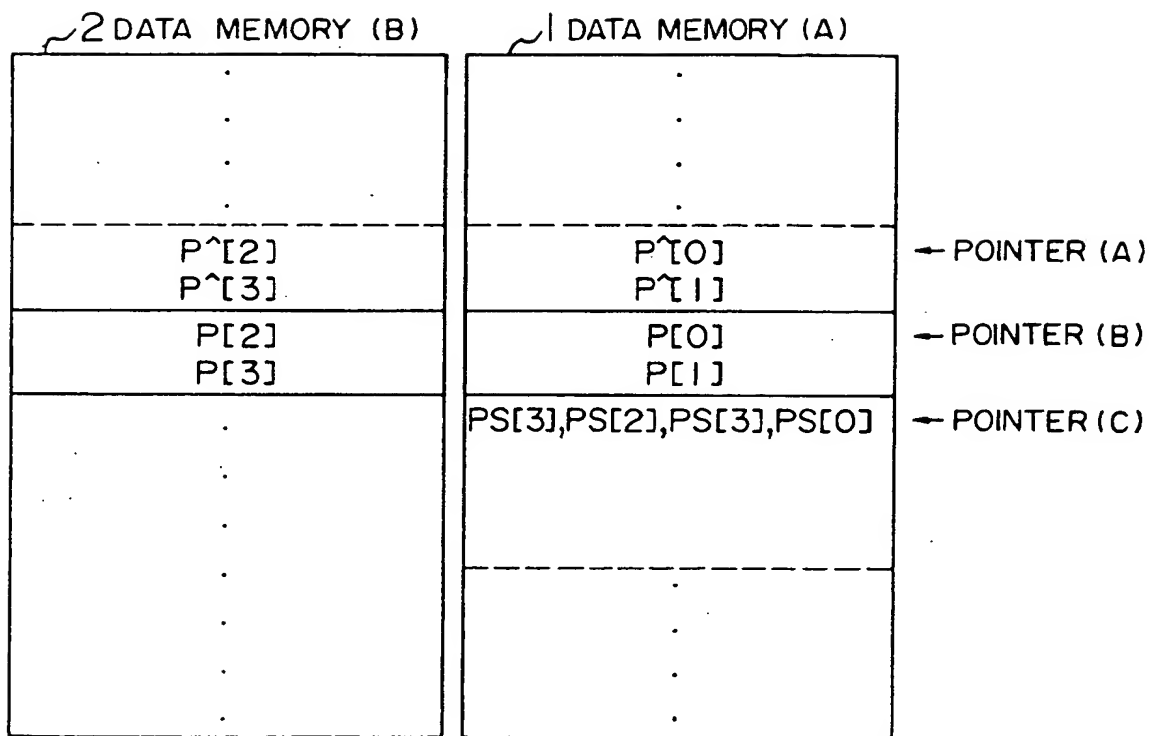 2 DATA MEMORY (B)
1 DATA MEMORY (A)
P^[2]
P^[3]
P[2]
P[3]
P^[0]
P^[1]
P[0]
P[1]
PS[3],PS[2],PS[3],PS[0]
← POINTER (A)
← POINTER (B)
← POINTER (C)